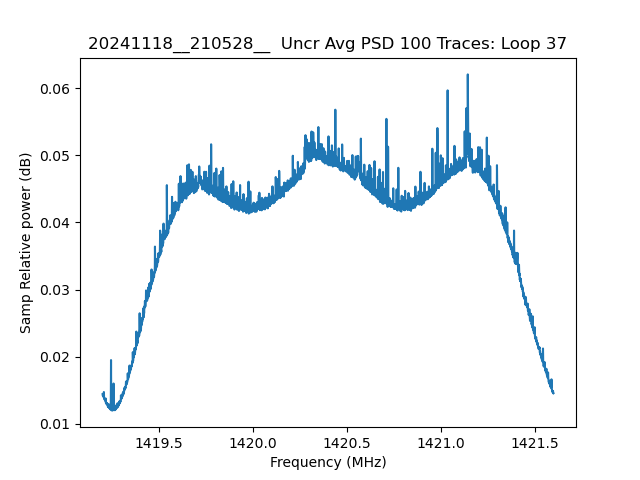 20241118__210528__  Uncr Avg PSD 100 Traces: Loop 37
0.06
0.05
0.04
0.03
0.02
0.01
Samp Relative power (dB)
1419.5 1420.0 1420.5 1421.0 1421.5
Frequency (MHz)